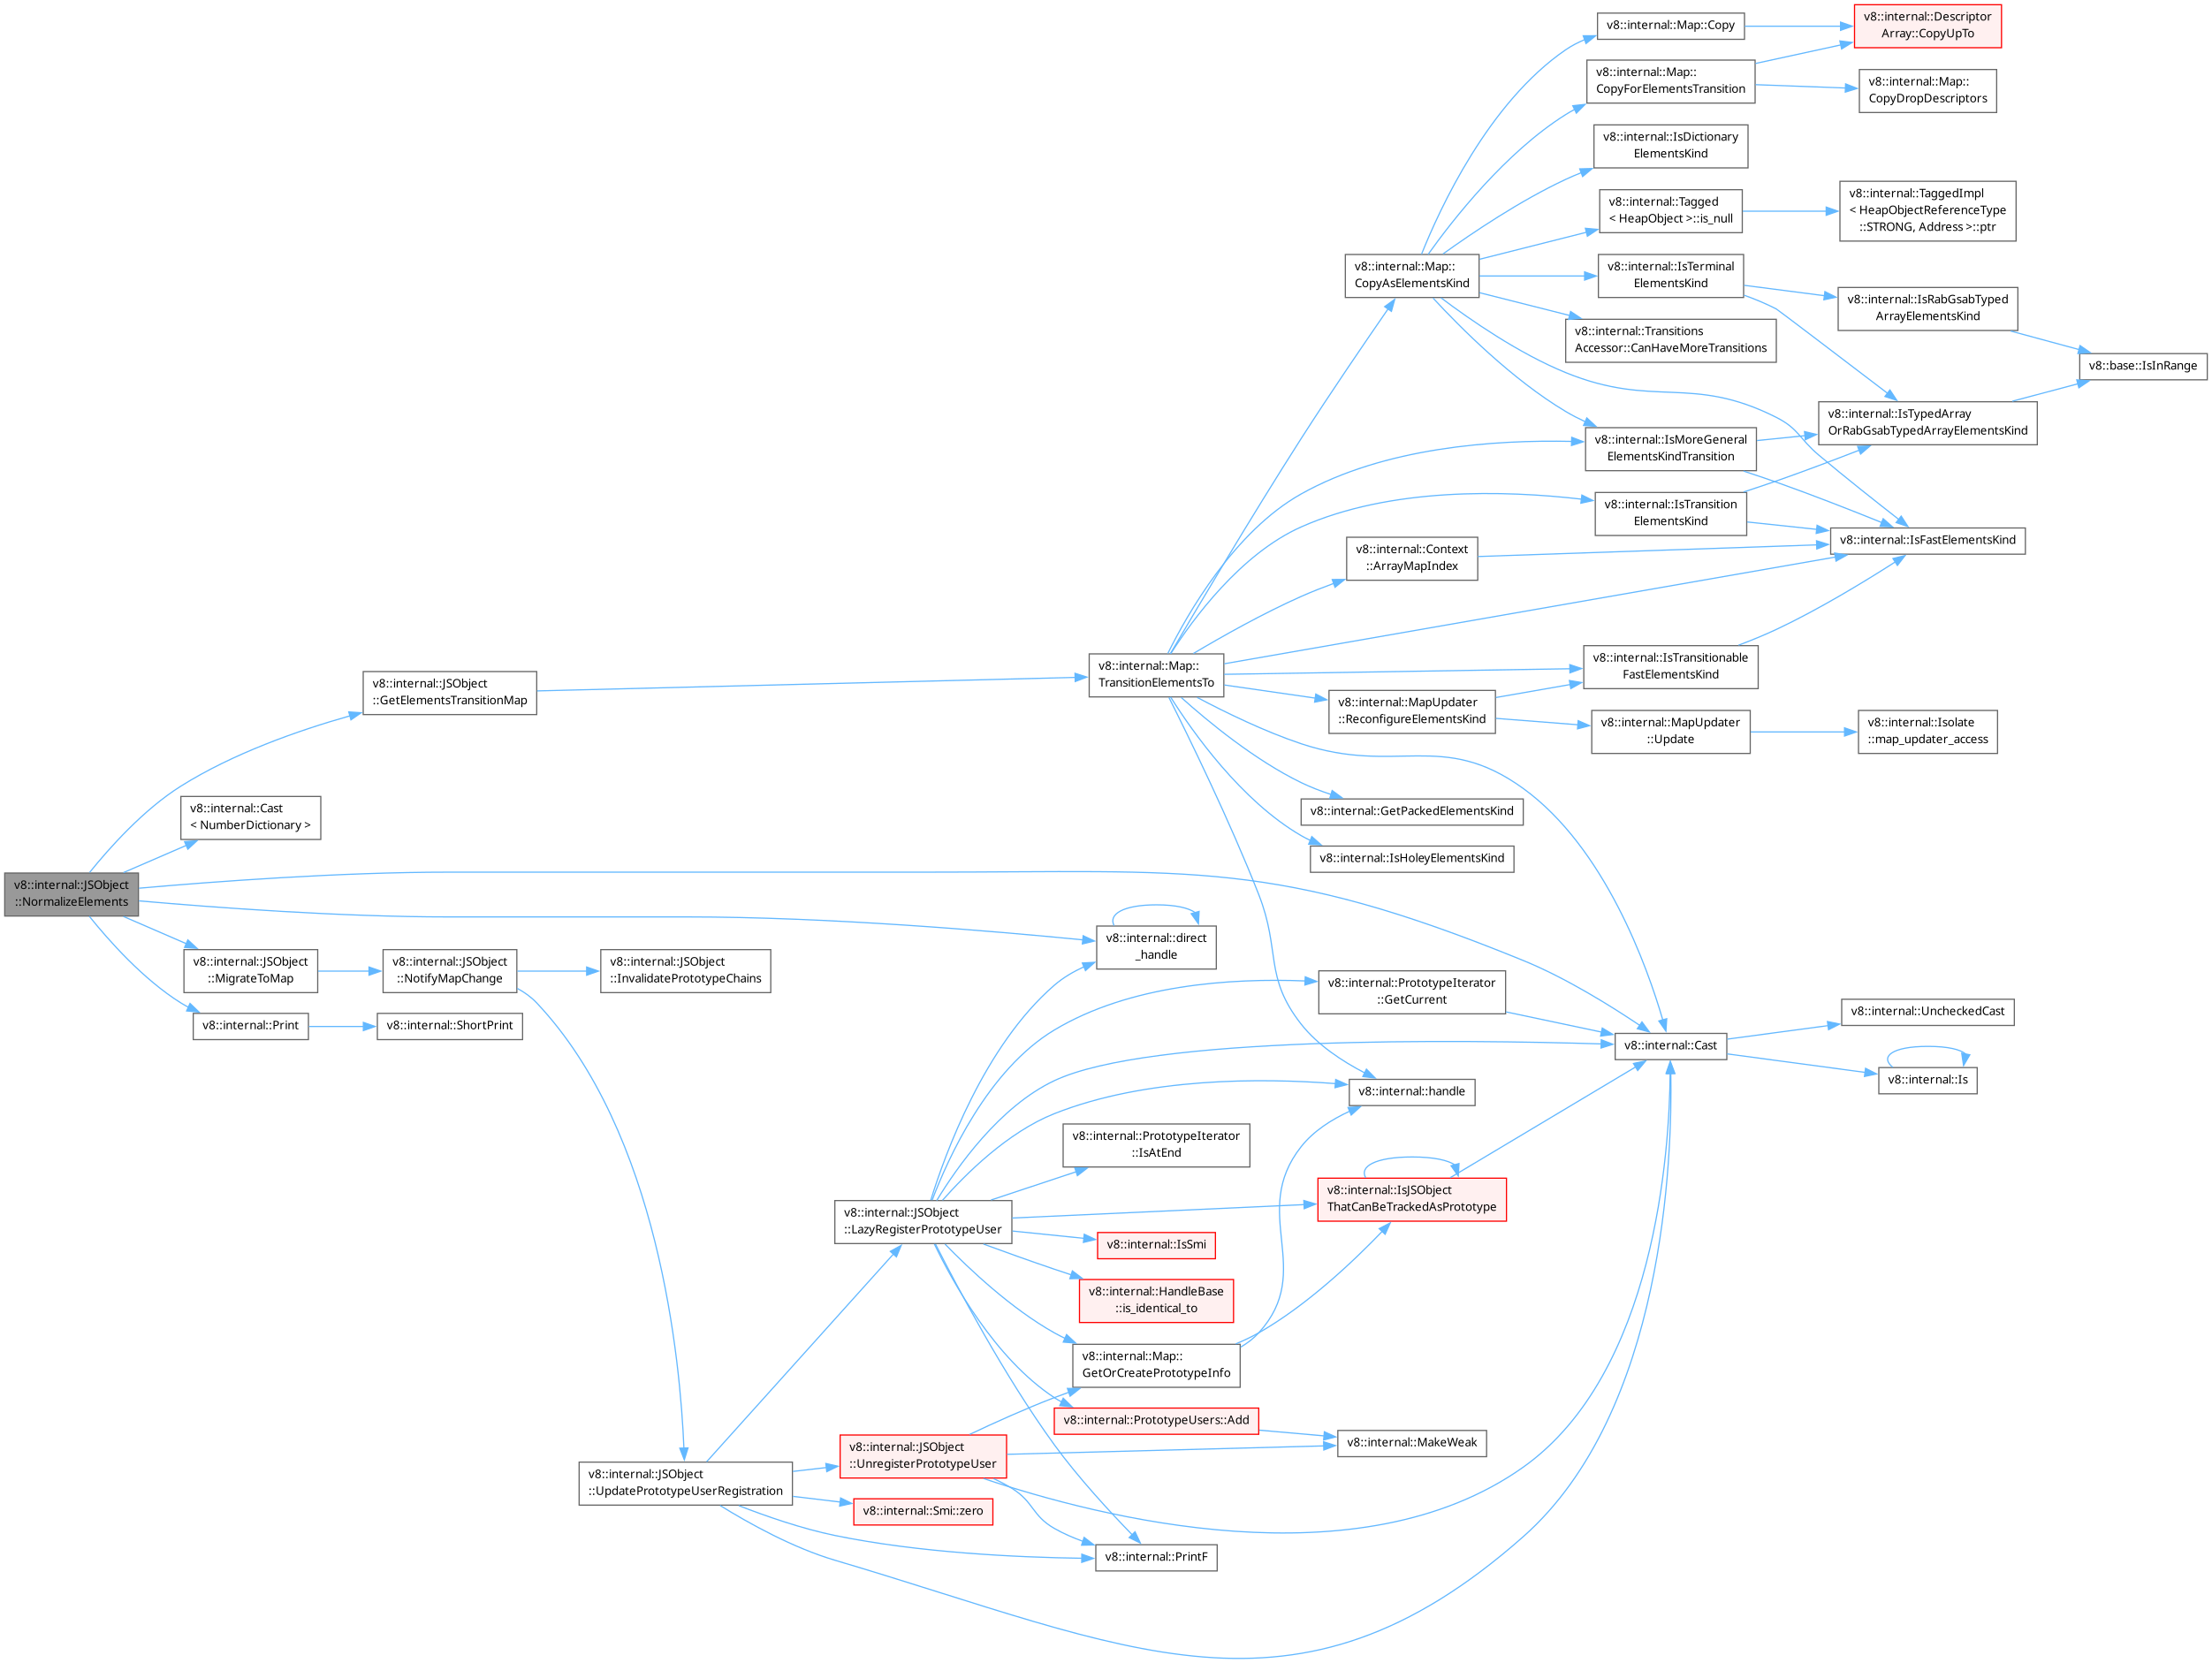 v8::internal::JSObject
::NormalizeElements
v8::internal::JSObject
::GetElementsTransitionMap
v8::internal::Cast
< NumberDictionary >
v8::internal::JSObject
::MigrateToMap
v8::internal::Print
v8::internal::JSObject
::NotifyMapChange
v8::internal::ShortPrint
v8::internal::JSObject
::InvalidatePrototypeChains
v8::internal::JSObject
::UpdatePrototypeUserRegistration
v8::internal::JSObject
::LazyRegisterPrototypeUser
v8::internal::JSObject
::UnregisterPrototypeUser
v8::internal::Smi::zero
v8::internal::Map::
TransitionElementsTo
v8::internal::direct
_handle
v8::internal::PrototypeIterator
::IsAtEnd
v8::internal::IsSmi
v8::internal::HandleBase
::is_identical_to
v8::internal::Map::
GetOrCreatePrototypeInfo
v8::internal::PrototypeUsers::Add
v8::internal::PrintF
v8::internal::Map::
CopyAsElementsKind
v8::internal::Context
::ArrayMapIndex
v8::internal::MapUpdater
::ReconfigureElementsKind
v8::internal::GetPackedElementsKind
v8::internal::IsHoleyElementsKind
v8::internal::PrototypeIterator
::GetCurrent
v8::internal::handle
v8::internal::IsJSObject
ThatCanBeTrackedAsPrototype
v8::internal::MakeWeak
v8::internal::Map::Copy
v8::internal::Map::
CopyForElementsTransition
v8::internal::IsDictionary
ElementsKind
v8::internal::Tagged
< HeapObject >::is_null
v8::internal::IsTerminal
ElementsKind
v8::internal::Transitions
Accessor::CanHaveMoreTransitions
v8::internal::IsMoreGeneral
ElementsKindTransition
v8::internal::IsTransition
ElementsKind
v8::internal::IsTransitionable
FastElementsKind
v8::internal::MapUpdater
::Update
v8::internal::Cast
v8::internal::Descriptor
Array::CopyUpTo
v8::internal::Map::
CopyDropDescriptors
v8::internal::TaggedImpl
< HeapObjectReferenceType
::STRONG, Address >::ptr
v8::internal::IsRabGsabTyped
ArrayElementsKind
v8::internal::IsTypedArray
OrRabGsabTypedArrayElementsKind
v8::internal::IsFastElementsKind
v8::internal::Isolate
::map_updater_access
v8::internal::UncheckedCast
v8::internal::Is
v8::base::IsInRange